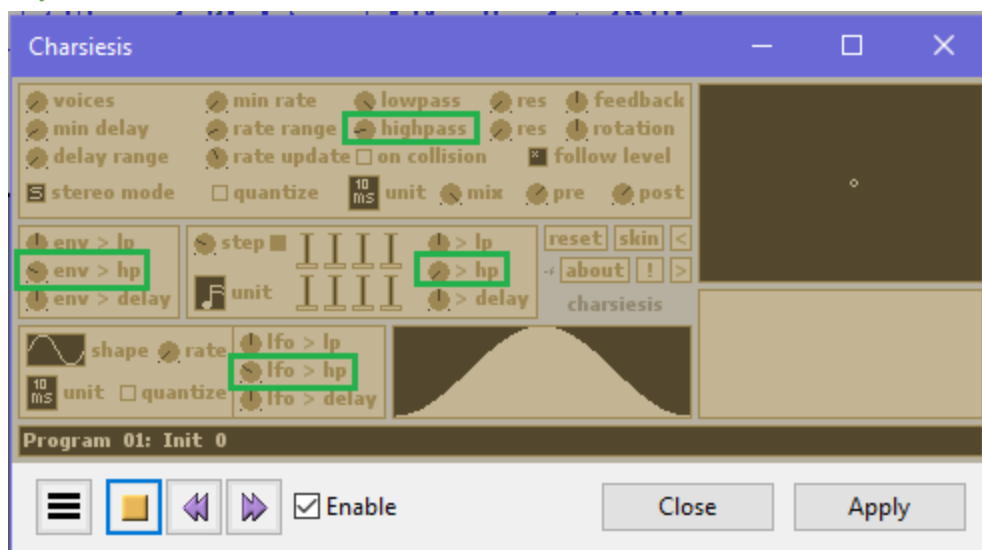 Charsiesis
voices min rate lowpass res feedback
min delay rate range highpass res rotation
delay range rate update on collision follow level
S stereo mode quantize 10 ms unit mix pre post
env > lp step > lp reset skin <
env > hp > hp about ! >
env > delay unit > delay charsiesis
shape rate lfo > lp
lfo > hp
10 ms unit quantize lfo > delay
Program 01: Init 0
Enable Close Apply